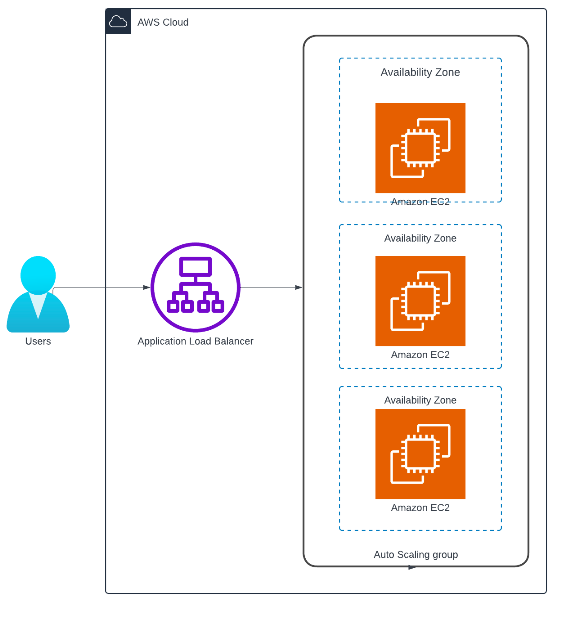 AWS Cloud
Availability Zone
Amazon EC2
Availability Zone
Amazon EC2
Users
Application Load Balancer
Availability Zone
Amazon EC2
Auto Scaling group